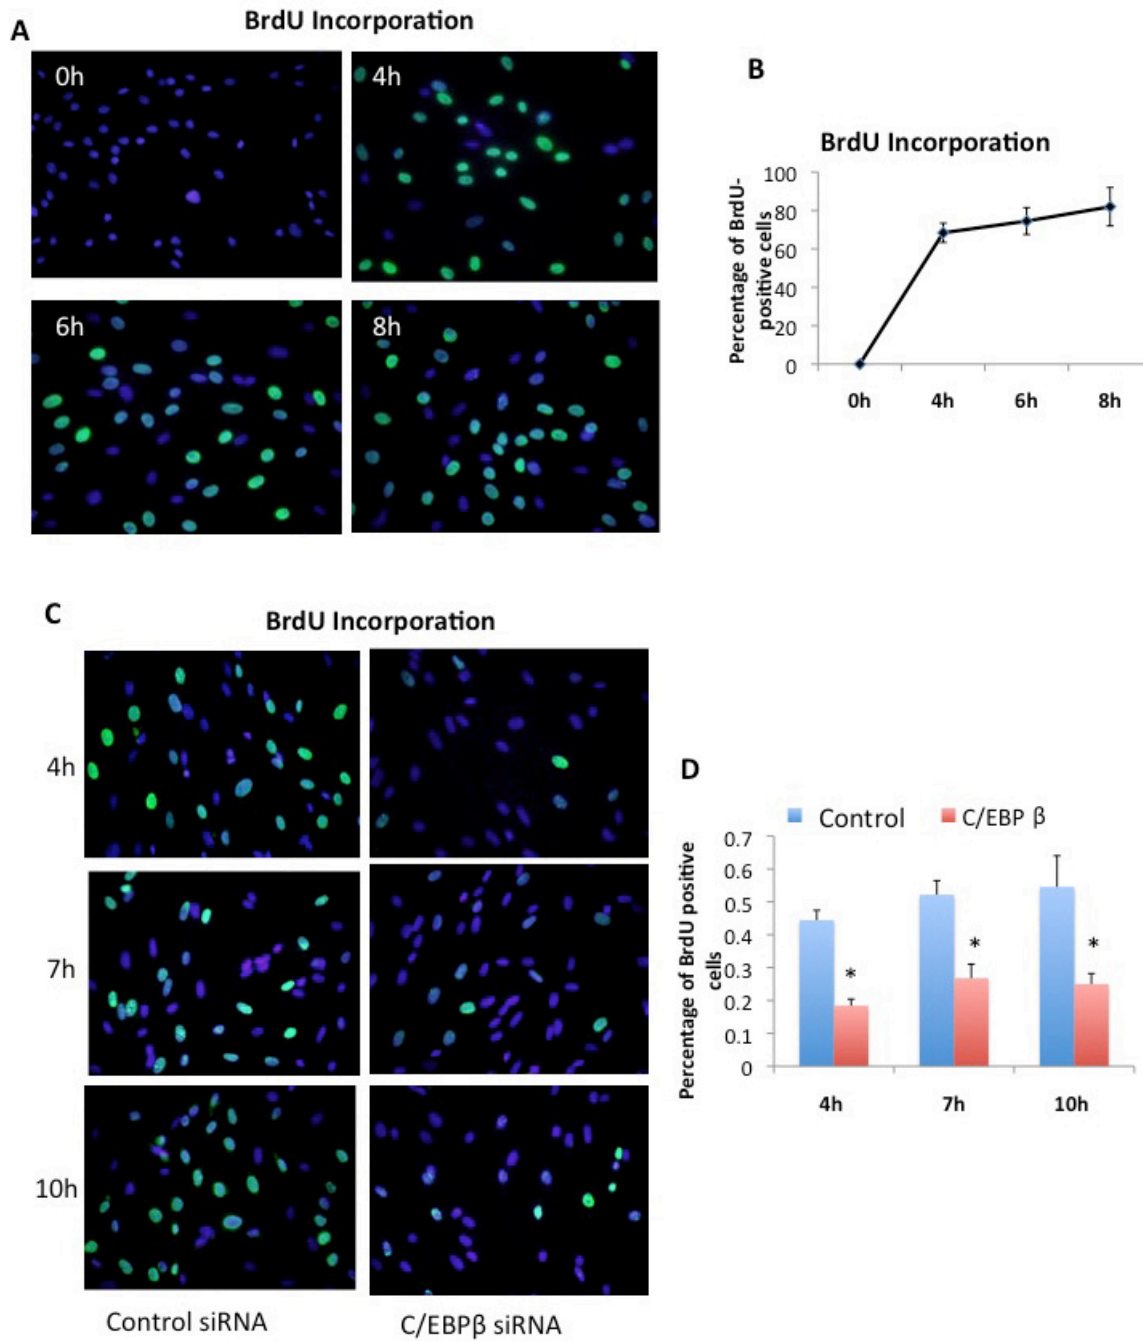 A
BrdU Incorporation
0h
4h
6h
8h
B
BrdU Incorporation
Percentage of BrdU-
positive cells
100
80
60
40
20
0
0h 4h 6h 8h
C
BrdU Incorporation
4h
7h
10h
Control siRNA
C/EBPβ siRNA
D
Control
C/EBP β
Percentage of BrdU positive
cells
0.7
0.6
0.5
0.4
0.3
0.2
0.1
0
*
*
*
4h 7h 10h